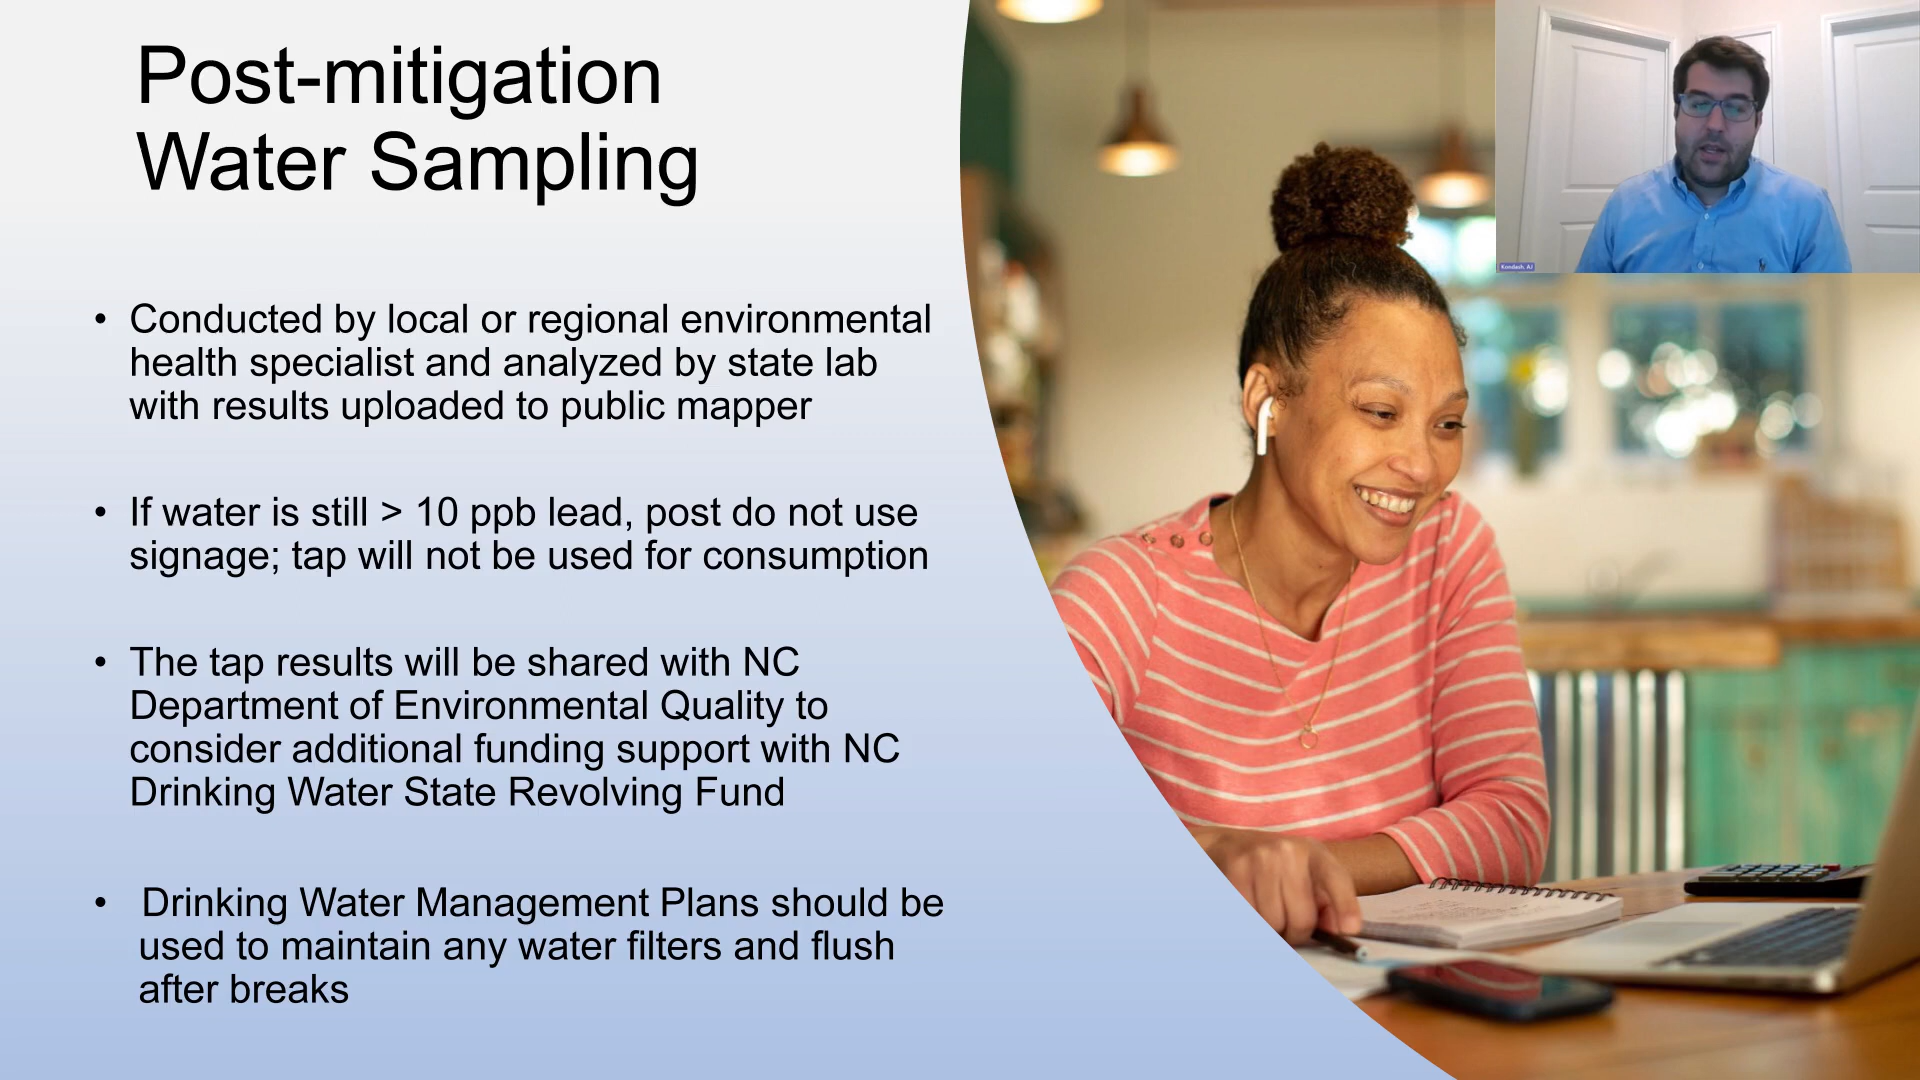 Post-mitigation
Water Sampling
• Conducted by local or regional environmental
health specialist and analyzed by state lab
with results uploaded to public mapper
• If water is still > 10 ppb lead, post do not use
signage; tap will not be used for consumption
• The tap results will be shared with NC
Department of Environmental Quality to
consider additional funding support with NC
Drinking Water State Revolving Fund
• Drinking Water Management Plans should be
used to maintain any water filters and flush
after breaks
Kondash, AJ